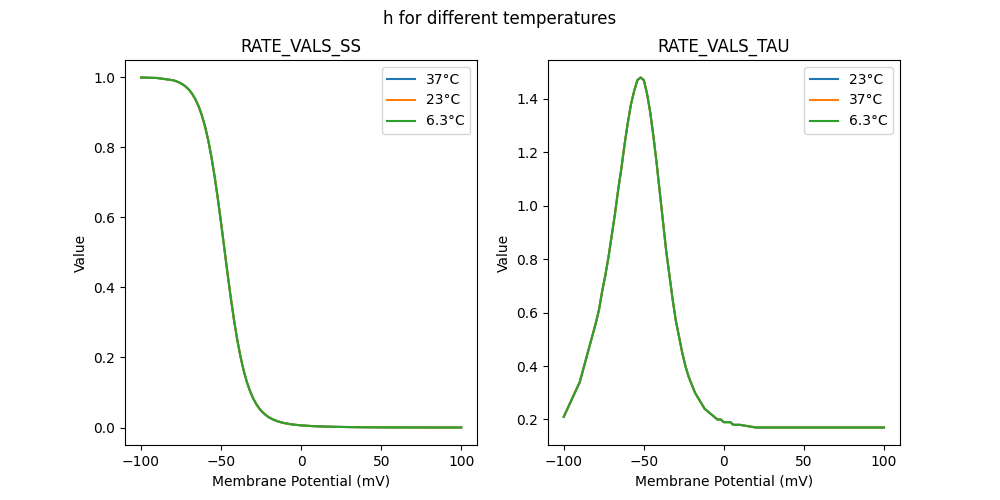 h for different temperatures
RATE_VALS_SS
1.0
0.8
0.6
0.4
0.2
0.0
Value
−100
−50
0
50
100
Membrane Potential (mV)
37°C
23°C
6.3°C
RATE_VALS_TAU
1.4
1.2
1.0
0.8
0.6
0.4
0.2
Value
−100
−50
0
50
100
Membrane Potential (mV)
23°C
37°C
6.3°C